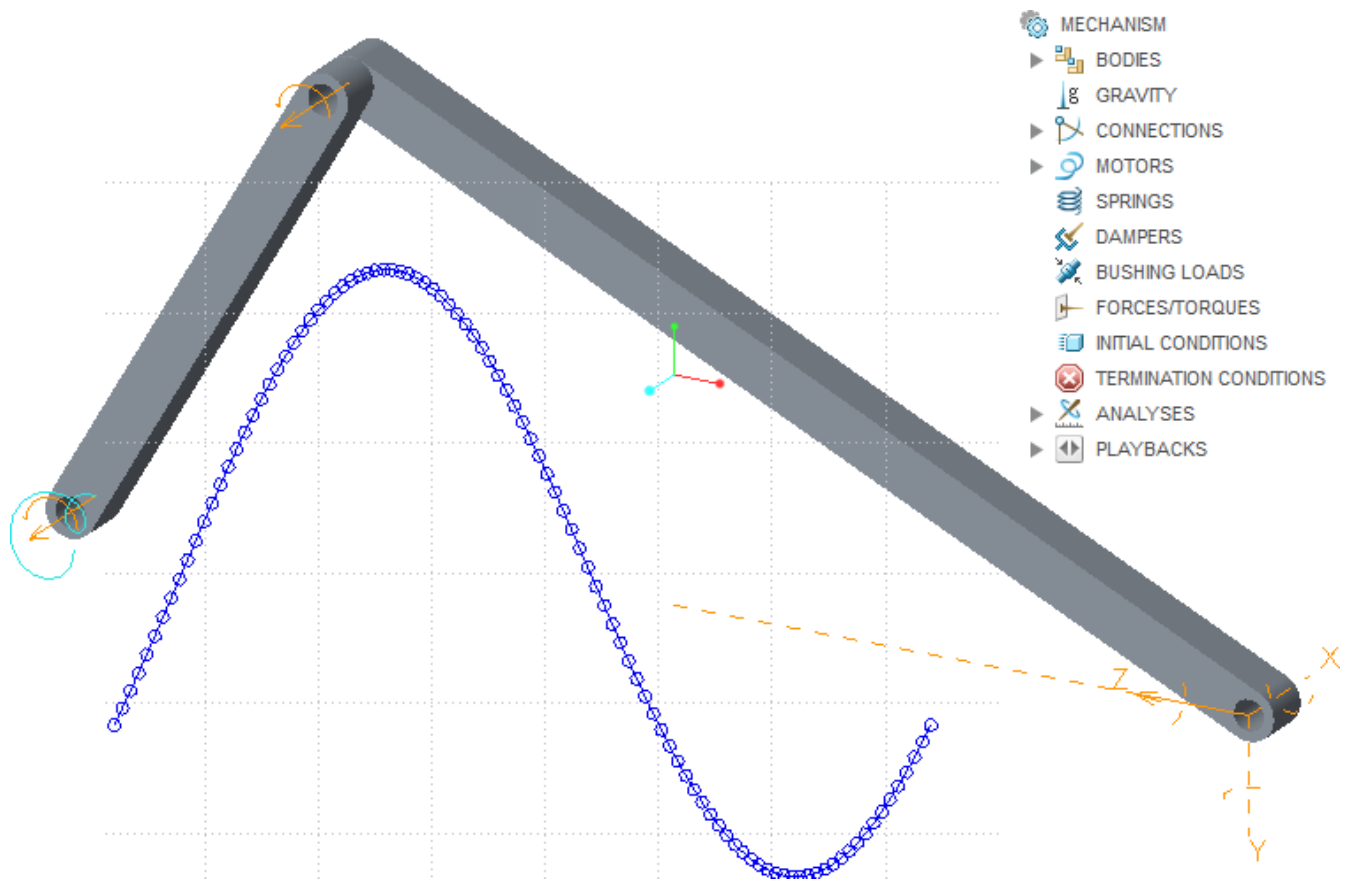 MECHANISM
BODIES
g GRAVITY
CONNECTIONS
MOTORS
SPRINGS
DAMPERS
BUSHING LOADS
FORCES/TORQUES
INITIAL CONDITIONS
TERMINATION CONDITIONS
ANALYSES
PLAYBACKS
X
Z
Y